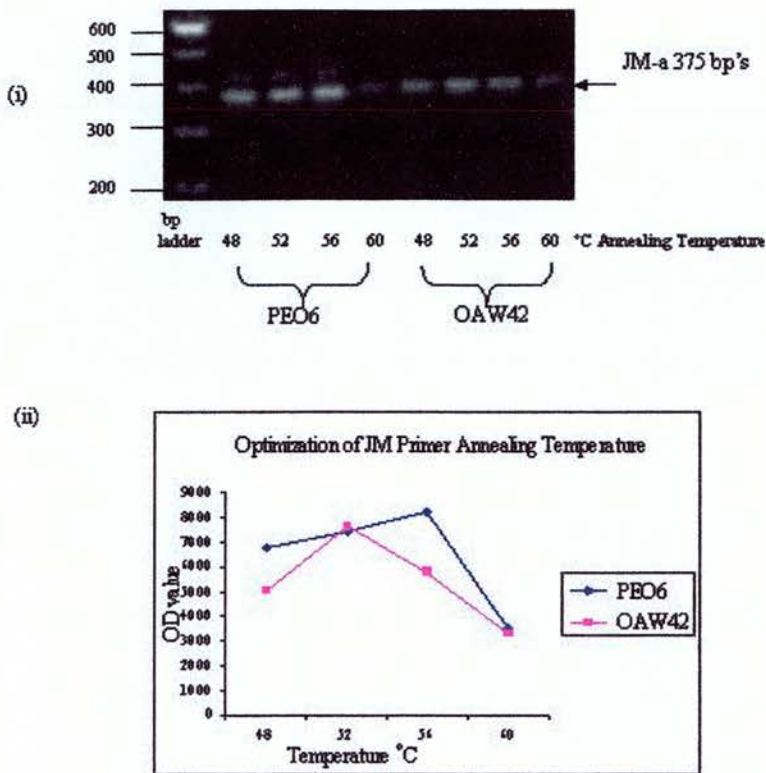 (i)
600
500
400
300
200
JM-a 375 bp's
bp
ladder
48 52 56 60 48 52 56 60 °C Annealing Temperature
PEO6 OAW42
(ii)
Optimization of JM Primer Annealing Temperature
9000
8000
7000
6000
5000
4000
3000
2000
1000
0
OD value
48 52 56 60
Temperature °C
PEO6
OAW42